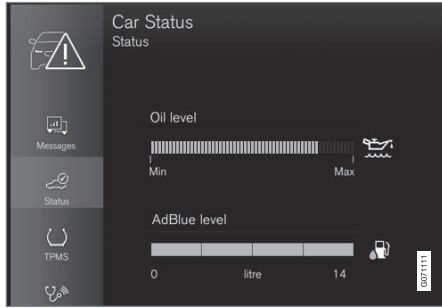 Car Status
Status
Messages
Status
TPMS
Oil level
Min Max
AdBlue level
0 litre 14
G071111